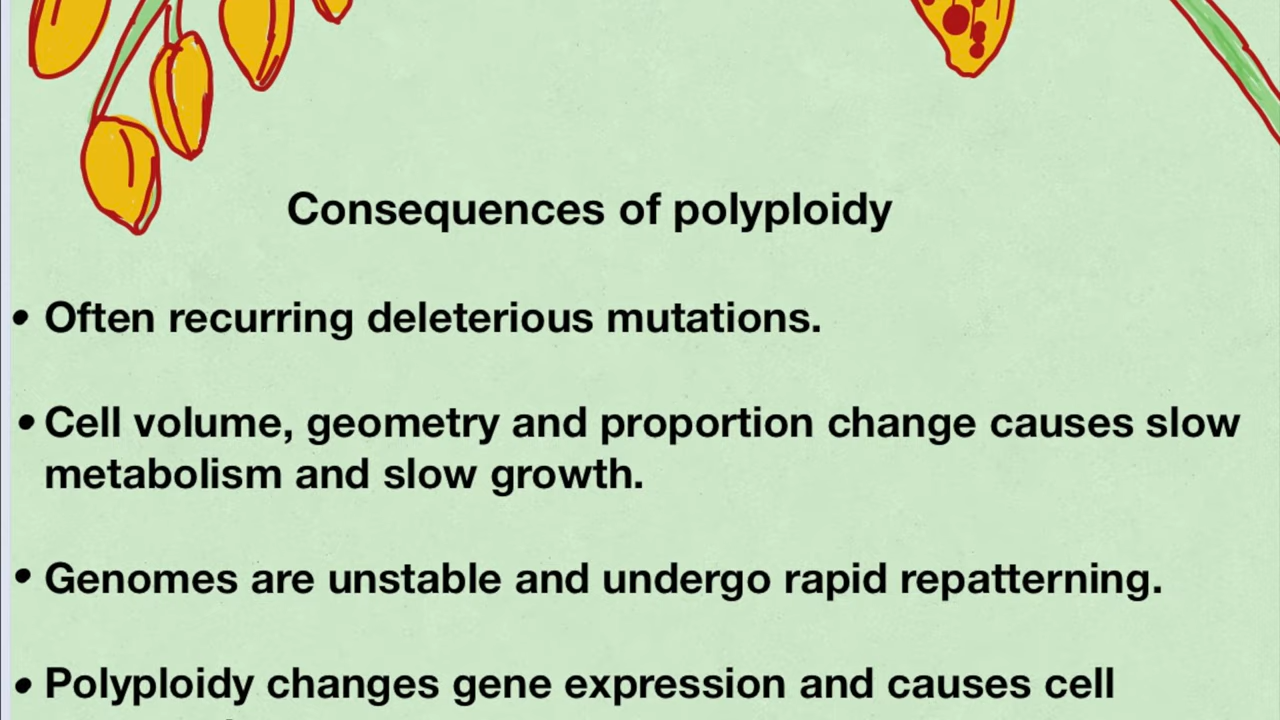 Consequences of polyploidy
• Often recurring deleterious mutations.
• Cell volume, geometry and proportion change causes slow
metabolism and slow growth.
• Genomes are unstable and undergo rapid repatterning.
• Polyploidy changes gene expression and causes cell